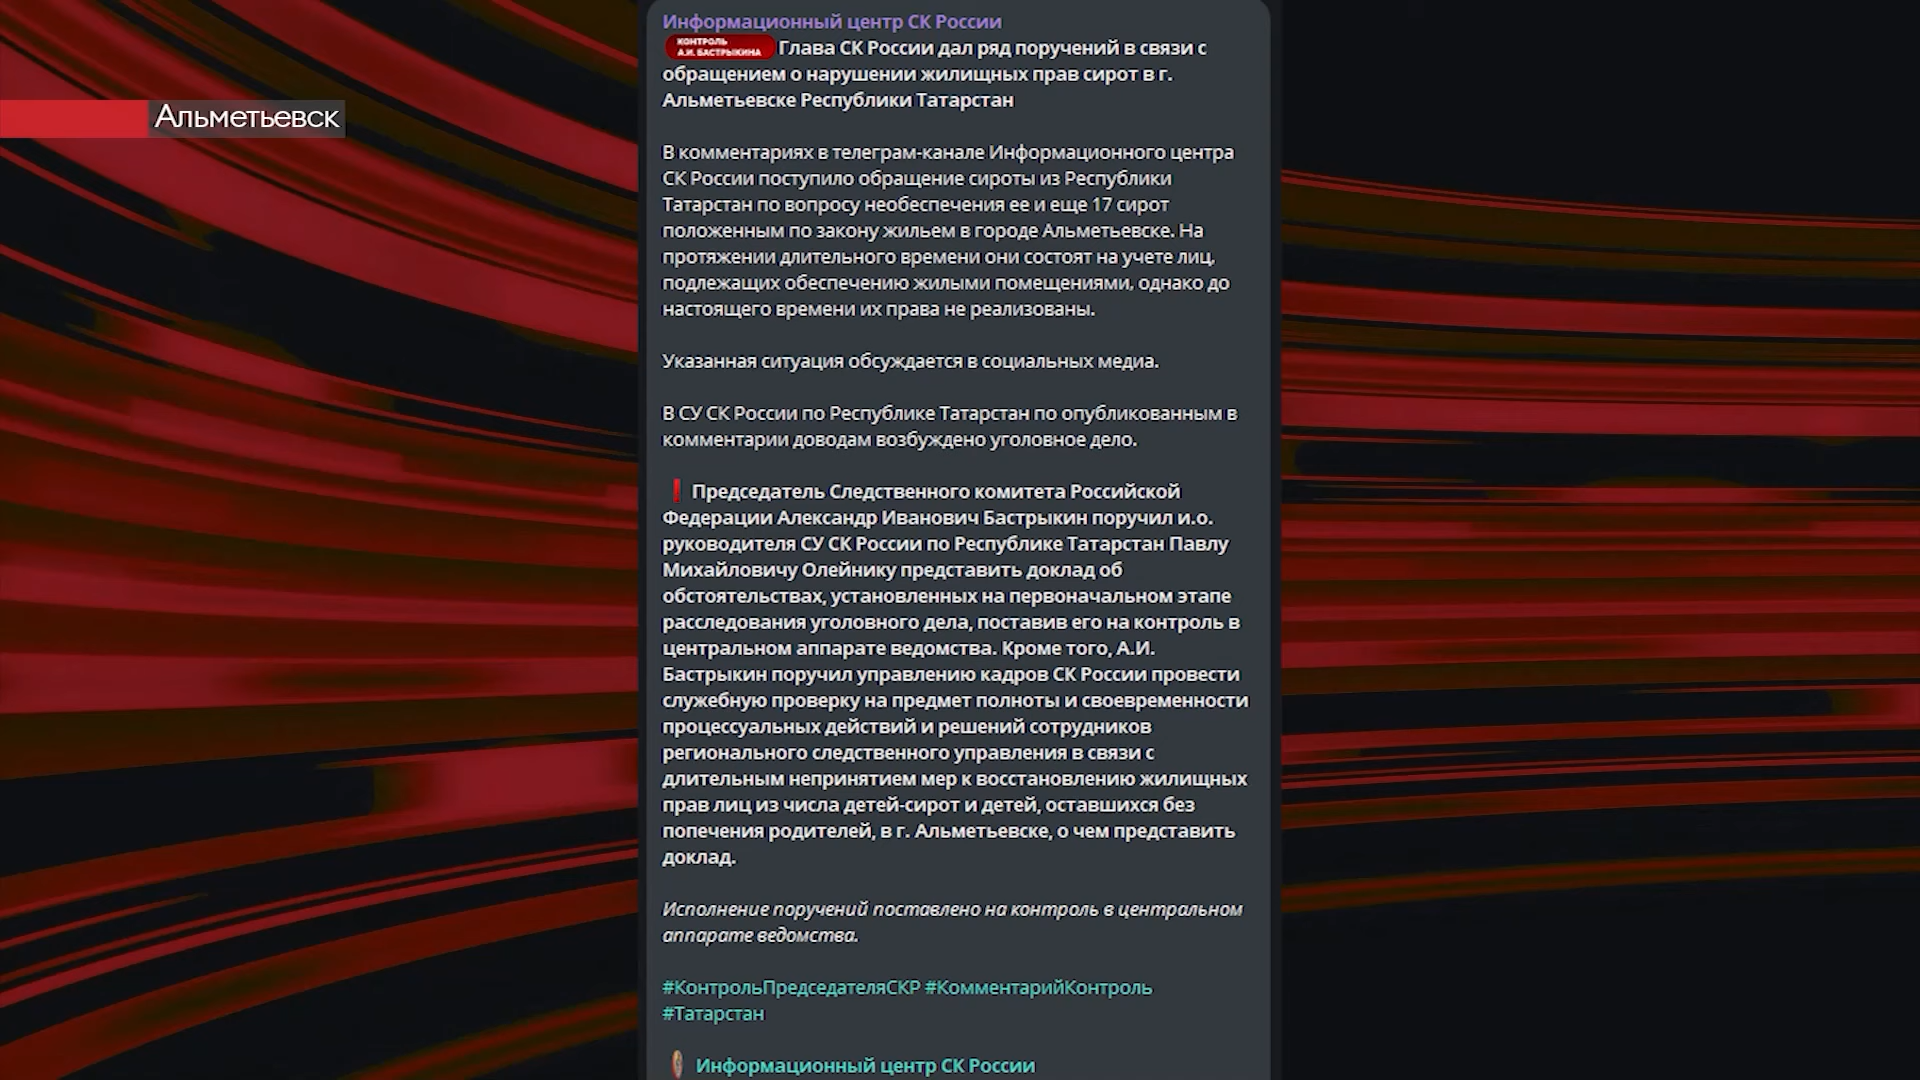 Информационный центр СК России
КОНТРОЛЬ
А.И. БАСТРЫКИНА
Глава СК России дал ряд поручений в связи с
обращением о нарушении жилищных прав сирот в г.
Альметьевске Республики Татарстан
Альметьевск
В комментариях в телеграм-канале Информационного центра
СК России поступило обращение сироты из Республики
Татарстан по вопросу необеспечения ее и еще 17 сирот
положенным по закону жильем в городе Альметьевске. На
протяжении длительного времени они состоят на учете лиц,
подлежащих обеспечению жилыми помещениями, однако до
настоящего времени их права не реализованы.
Указанная ситуация обсуждается в социальных медиа.
В СУ СК России по Республике Татарстан по опубликованным в
комментарии доводам возбуждено уголовное дело.
❗ Председатель Следственного комитета Российской
Федерации Александр Иванович Бастрыкин поручил и.о.
руководителя СУ СК России по Республике Татарстан Павлу
Михайловичу Олейнику представить доклад об
обстоятельствах, установленных на первоначальном этапе
расследования уголовного дела, поставив его на контроль в
центральном аппарате ведомства. Кроме того, А.И.
Бастрыкин поручил управлению кадров СК России провести
служебную проверку на предмет полноты и своевременности
процессуальных действий и решений сотрудников
регионального следственного управления в связи с
длительным непринятием мер к восстановлению жилищных
прав лиц из числа детей-сирот и детей, оставшихся без
попечения родителей, в г. Альметьевске, о чем представить
доклад.
Исполнение поручений поставлено на контроль в центральном
аппарате ведомства.
#КонтрольПредседателяСКР #КомментарийКонтроль
#Татарстан
Информационный центр СК России